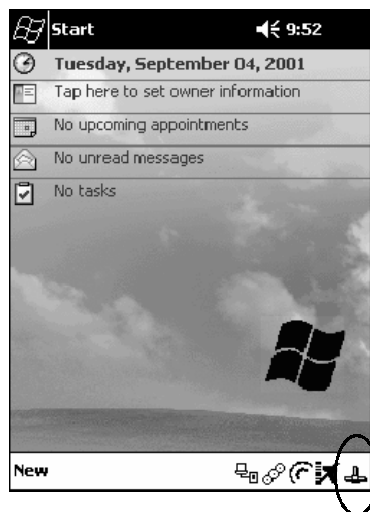 Start 9:52
Tuesday, September 04, 2001
Tap here to set owner information
No upcoming appointments
No unread messages
No tasks
New